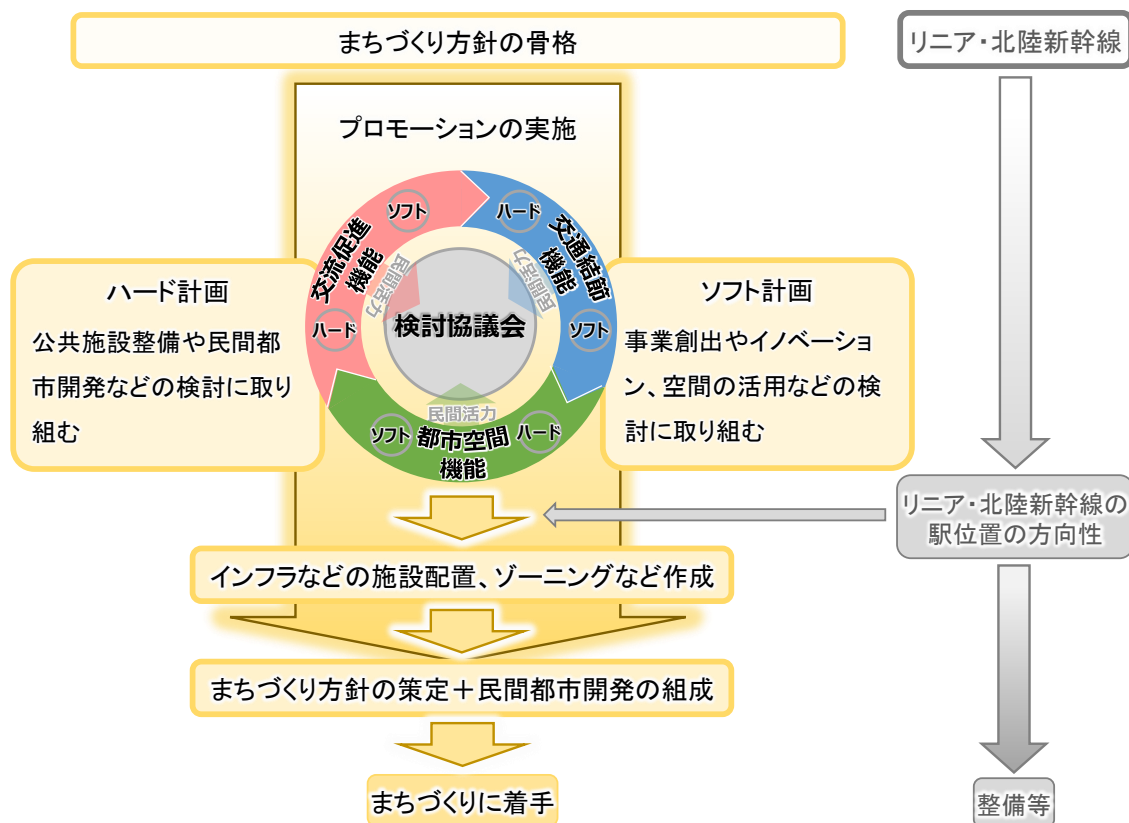 まちづくり方針の骨格
リニア・北陸新幹線
プロモーションの実施
ソフト
ハード
交流促進
機能
交通結節
機能
民間活力
民間活力
ハード
ソフト
検討協議会
民間活力
ソフト
ハード
都市空間
機能
ハード計画
公共施設整備や民間都
市開発などの検討に取り
組む
ソフト計画
事業創出やイノベーショ
ン、空間の活用などの検
討に取り組む
リニア・北陸新幹線の
駅位置の方向性
インフラなどの施設配置、ゾーニングなど作成
まちづくり方針の策定＋民間都市開発の組成
まちづくりに着手
整備等